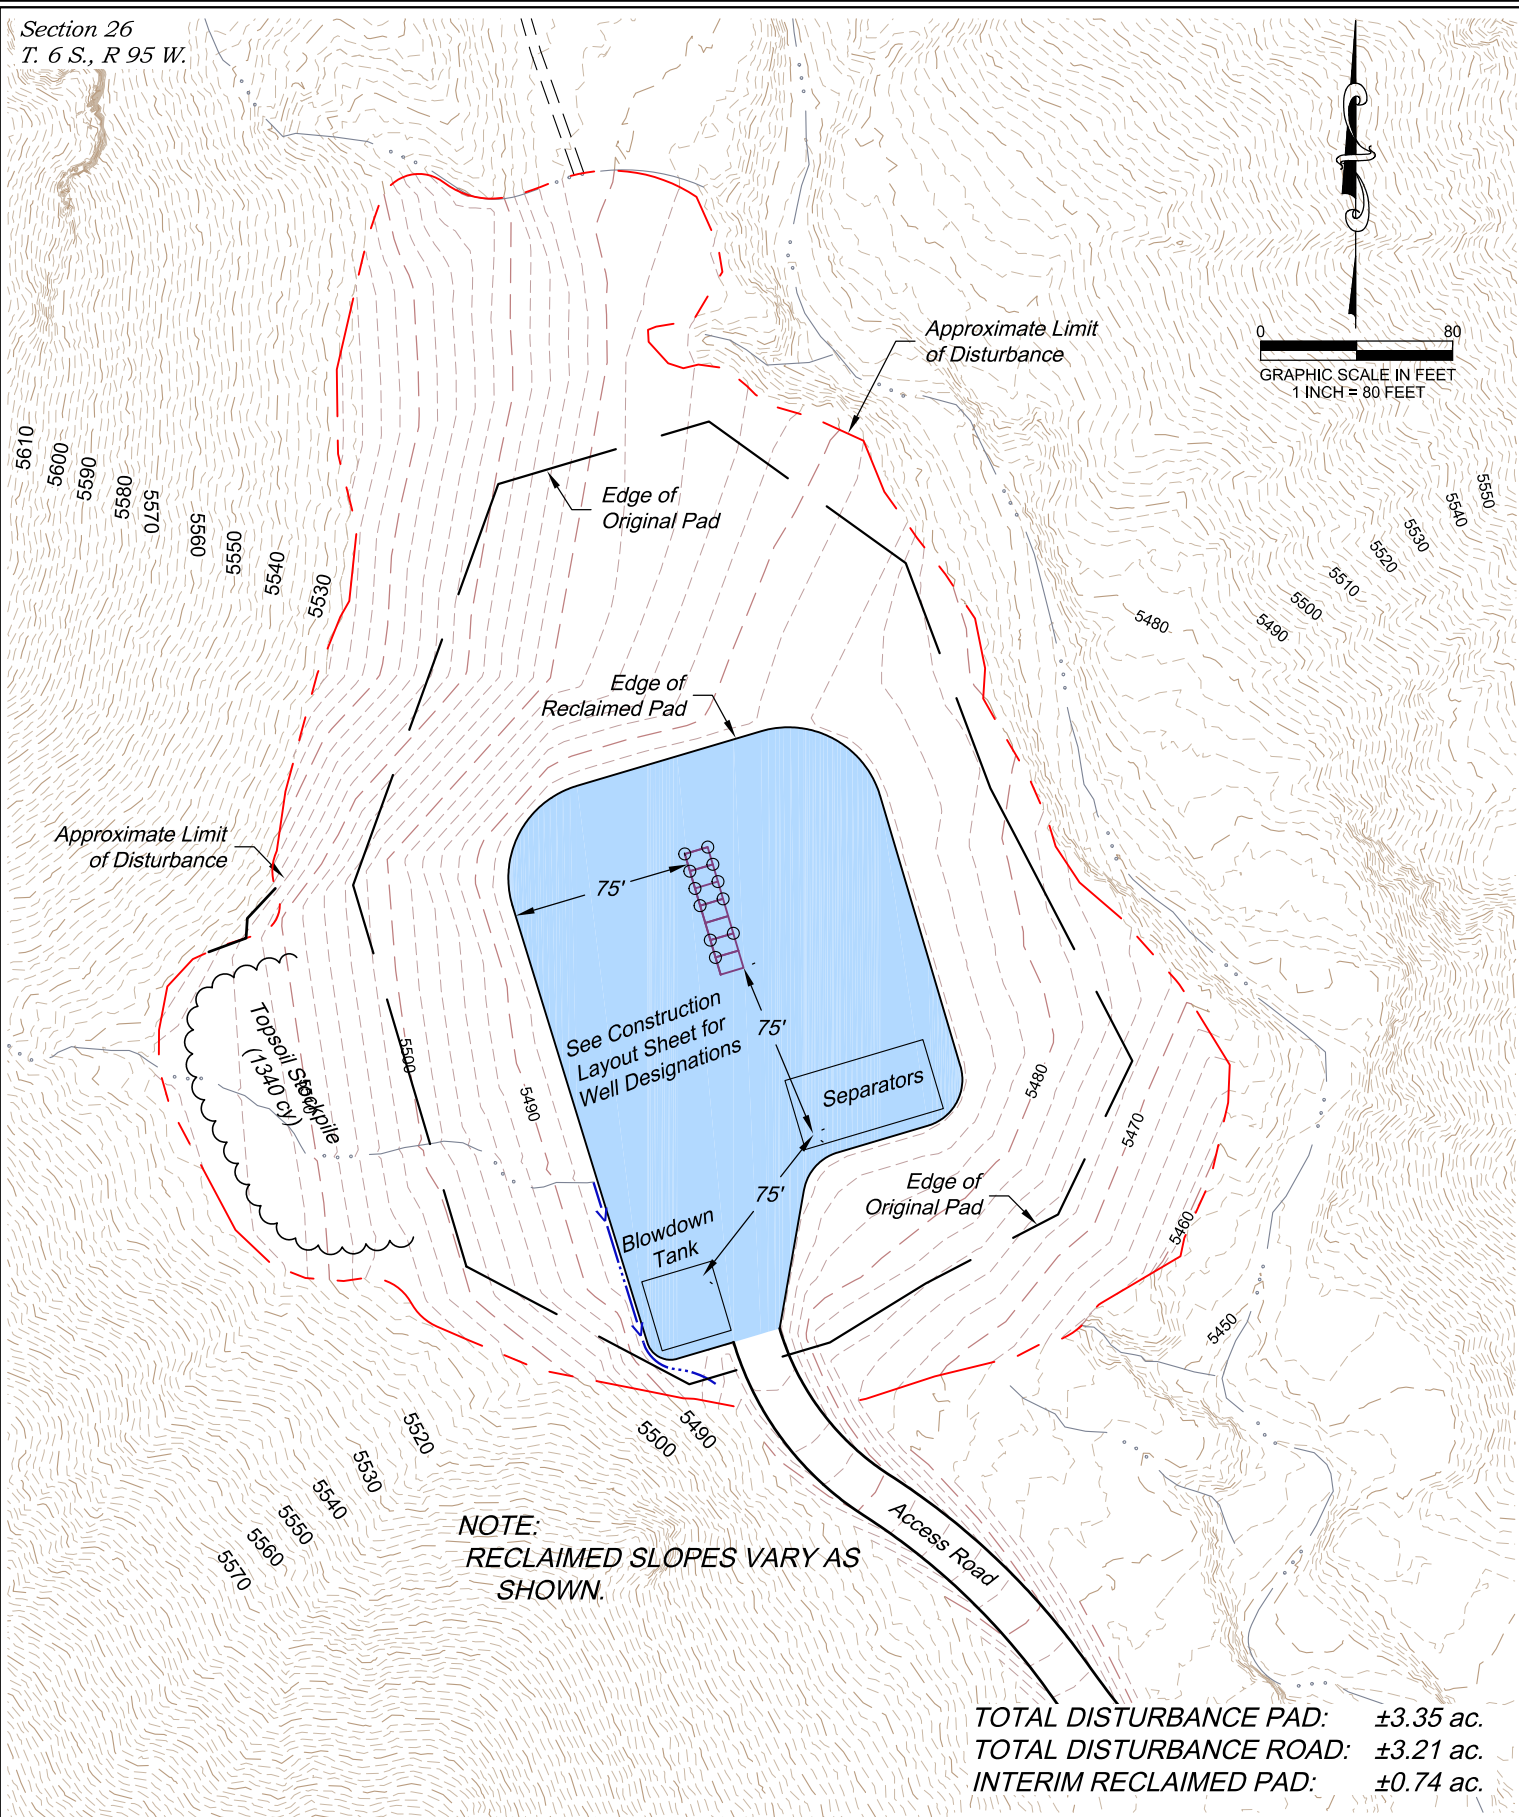 Section 26
T. 6 S., R 95 W.
0 80
GRAPHIC SCALE IN FEET
1 INCH = 80 FEET
Approximate Limit
of Disturbance
5610
5600
5590
5580
5570
5560
5550
5540
5530
5550
5540
5530
5520
5510
5500
5490
5480
Edge of
Original Pad
Edge of
Reclaimed Pad
Approximate Limit
of Disturbance
75'
See Construction
Layout Sheet for
Well Designations
75'
Separators
Topsoil Stockpile
(1340 cy)
5500
5490
5480
5470
5460
5450
75'
Blowdown
Tank
Edge of
Original Pad
5520
5530
5540
5550
5560
5570
5500
5490
NOTE:
RECLAIMED SLOPES VARY AS
SHOWN.
Access Road
TOTAL DISTURBANCE PAD: ±3.35 ac.
TOTAL DISTURBANCE ROAD: ±3.21 ac.
INTERIM RECLAIMED PAD: ±0.74 ac.